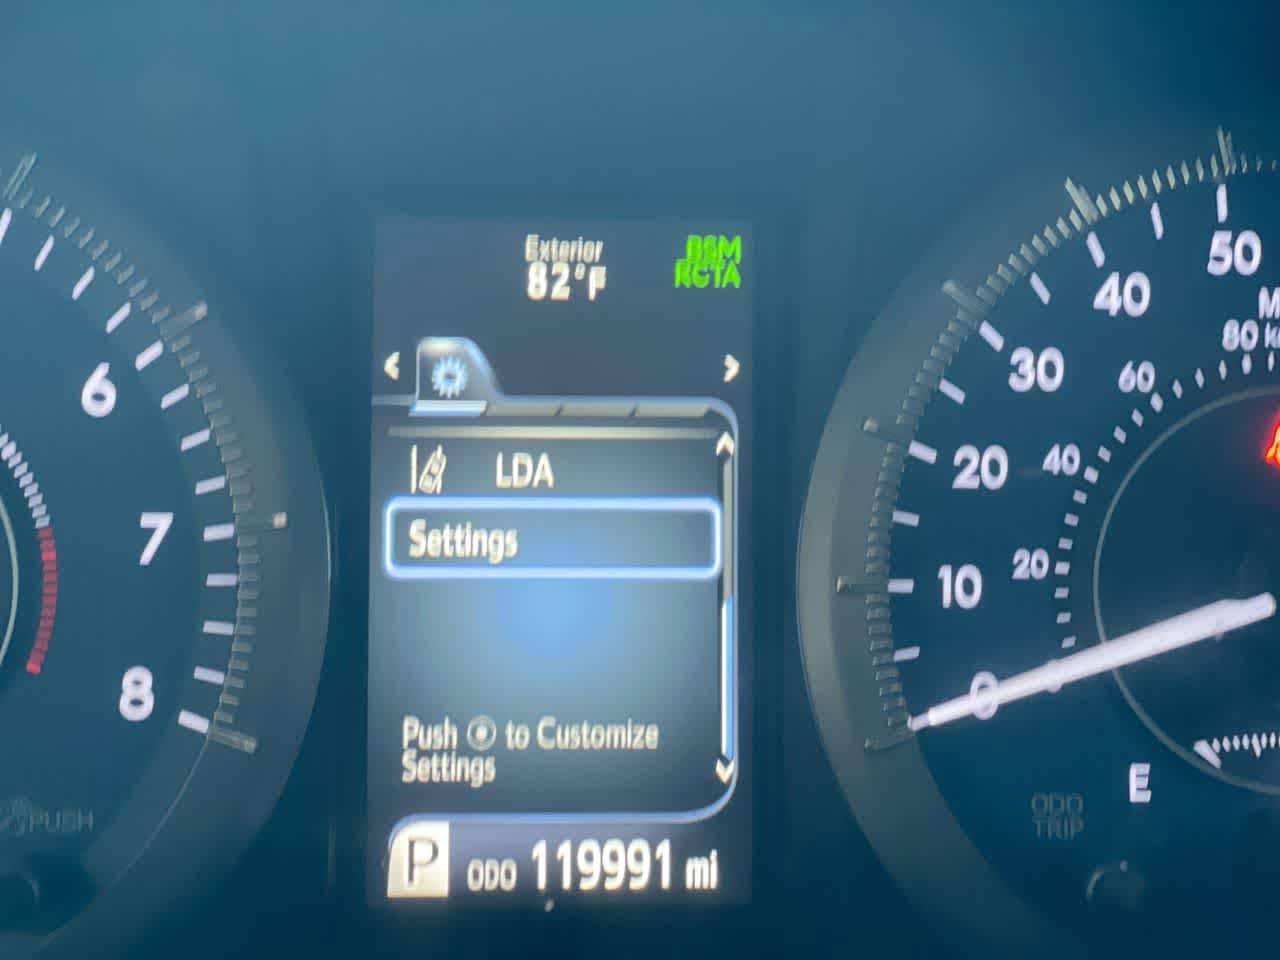 Exterior
82°F
BSM
RCTA
<
>
LDA
Settings
Push to Customize
Settings
P ODO 119991 mi
6
7
8
PUSH
50
40
30
20
10
0
80
60
40
20
E
ODO
TRIP